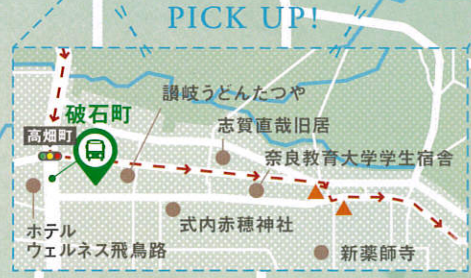 PICK UP!
讃岐うどんたつや
破石町
志賀直哉旧居
高畑町
奈良教育大学学生宿舎
ホテル
ウェルネス飛鳥路
式内赤穂神社
新薬師寺